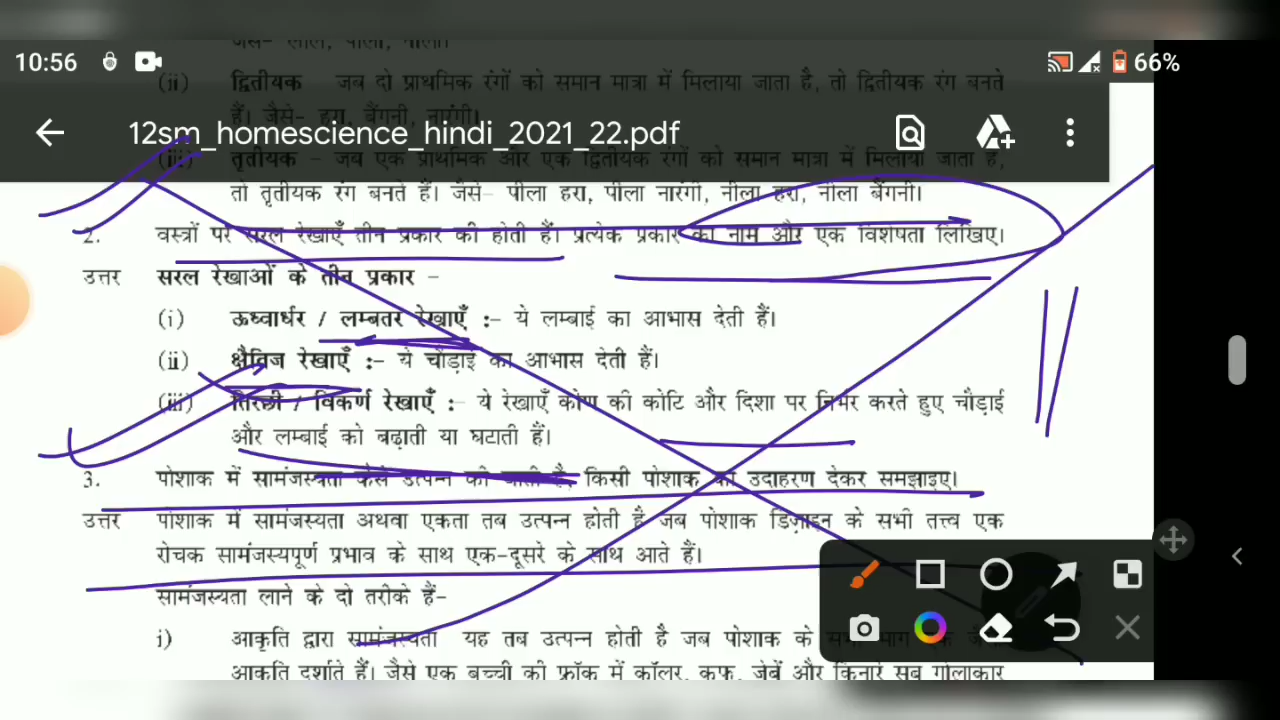 जैसे- लाल, पीला, नीला।
10:56
66%
(ii) द्वितीयक जब दो प्राथमिक रंगों को समान मात्रा में मिलाया जाता है, तो द्वितीयक रंग बनते
हैं। जैसे- हरा, बैंगनी, नारंगी।
12sm_homescience_hindi_2021_22.pdf
(iii) तृतीयक - जब एक प्राथमिक और एक द्वितीयक रंगों को समान मात्रा में मिलाया जाता है,
तो तृतीयक रंग बनते हैं। जैसे- पीला हरा, पीला नारंगी, नीला हरा, नीला बैंगनी।
2. वस्त्रों पर सरल रेखाएँ तीन प्रकार की होती हैं। प्रत्येक प्रकार का नाम और एक विशेषता लिखिए।
उत्तर सरल रेखाओं के तीन प्रकार –
(i) ऊध्वार्धर / लम्बतर रेखाएँ :- ये लम्बाई का आभास देती हैं।
(ii) क्षैतिज रेखाएँ :- ये चौड़ाई का आभास देती हैं।
(iii) तिरछी / विकर्ण रेखाएँ :- ये रेखाएँ कोण की कोटि और दिशा पर निर्भर करते हुए चौड़ाई
और लम्बाई को बढ़ाती या घटाती हैं।
3. पोशाक में सामंजस्यता कैसे उत्पन्न की जाती है, किसी पोशाक का उदाहरण देकर समझाइए।
उत्तर पोशाक में सामंजस्यता अथवा एकता तब उत्पन्न होती है जब पोशाक डिज़ाइन के सभी तत्त्व एक
रोचक सामंजस्यपूर्ण प्रभाव के साथ एक-दूसरे के साथ आते हैं।
सामंजस्यता लाने के दो तरीके हैं-
i) आकृति द्वारा सामंजस्यता यह तब उत्पन्न होती है जब पोशाक के सभी भाग एक
आकृति दर्शाते हैं। जैसे एक बच्ची की फ्रॉक में कॉलर, कफ, जेबें और किनारे सब गोलाकार